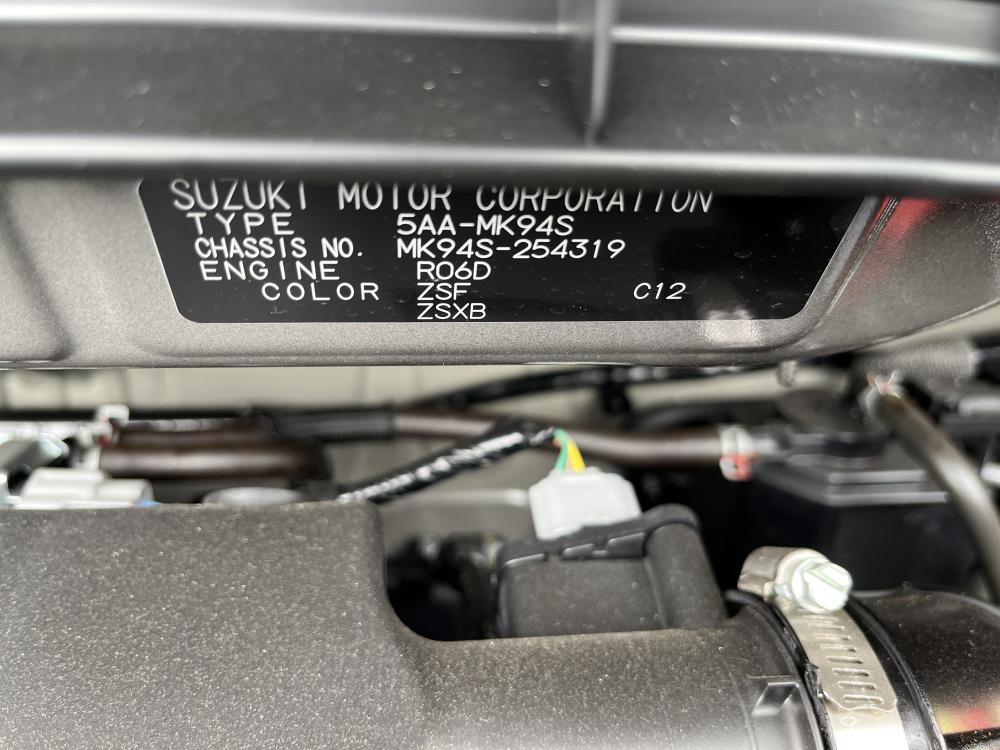 SUZUKI MOTOR CORPORATION
TYPE 5AA-MK94S
CHASSIS NO. MK94S-254319
ENGINE R06D
COLOR ZSF C12
ZSXB